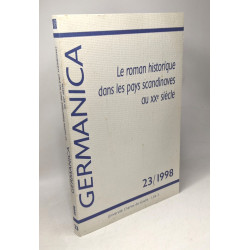 GERMANICA
Le roman historique
dans les pays scandinaves
au XXe siècle
23/1998